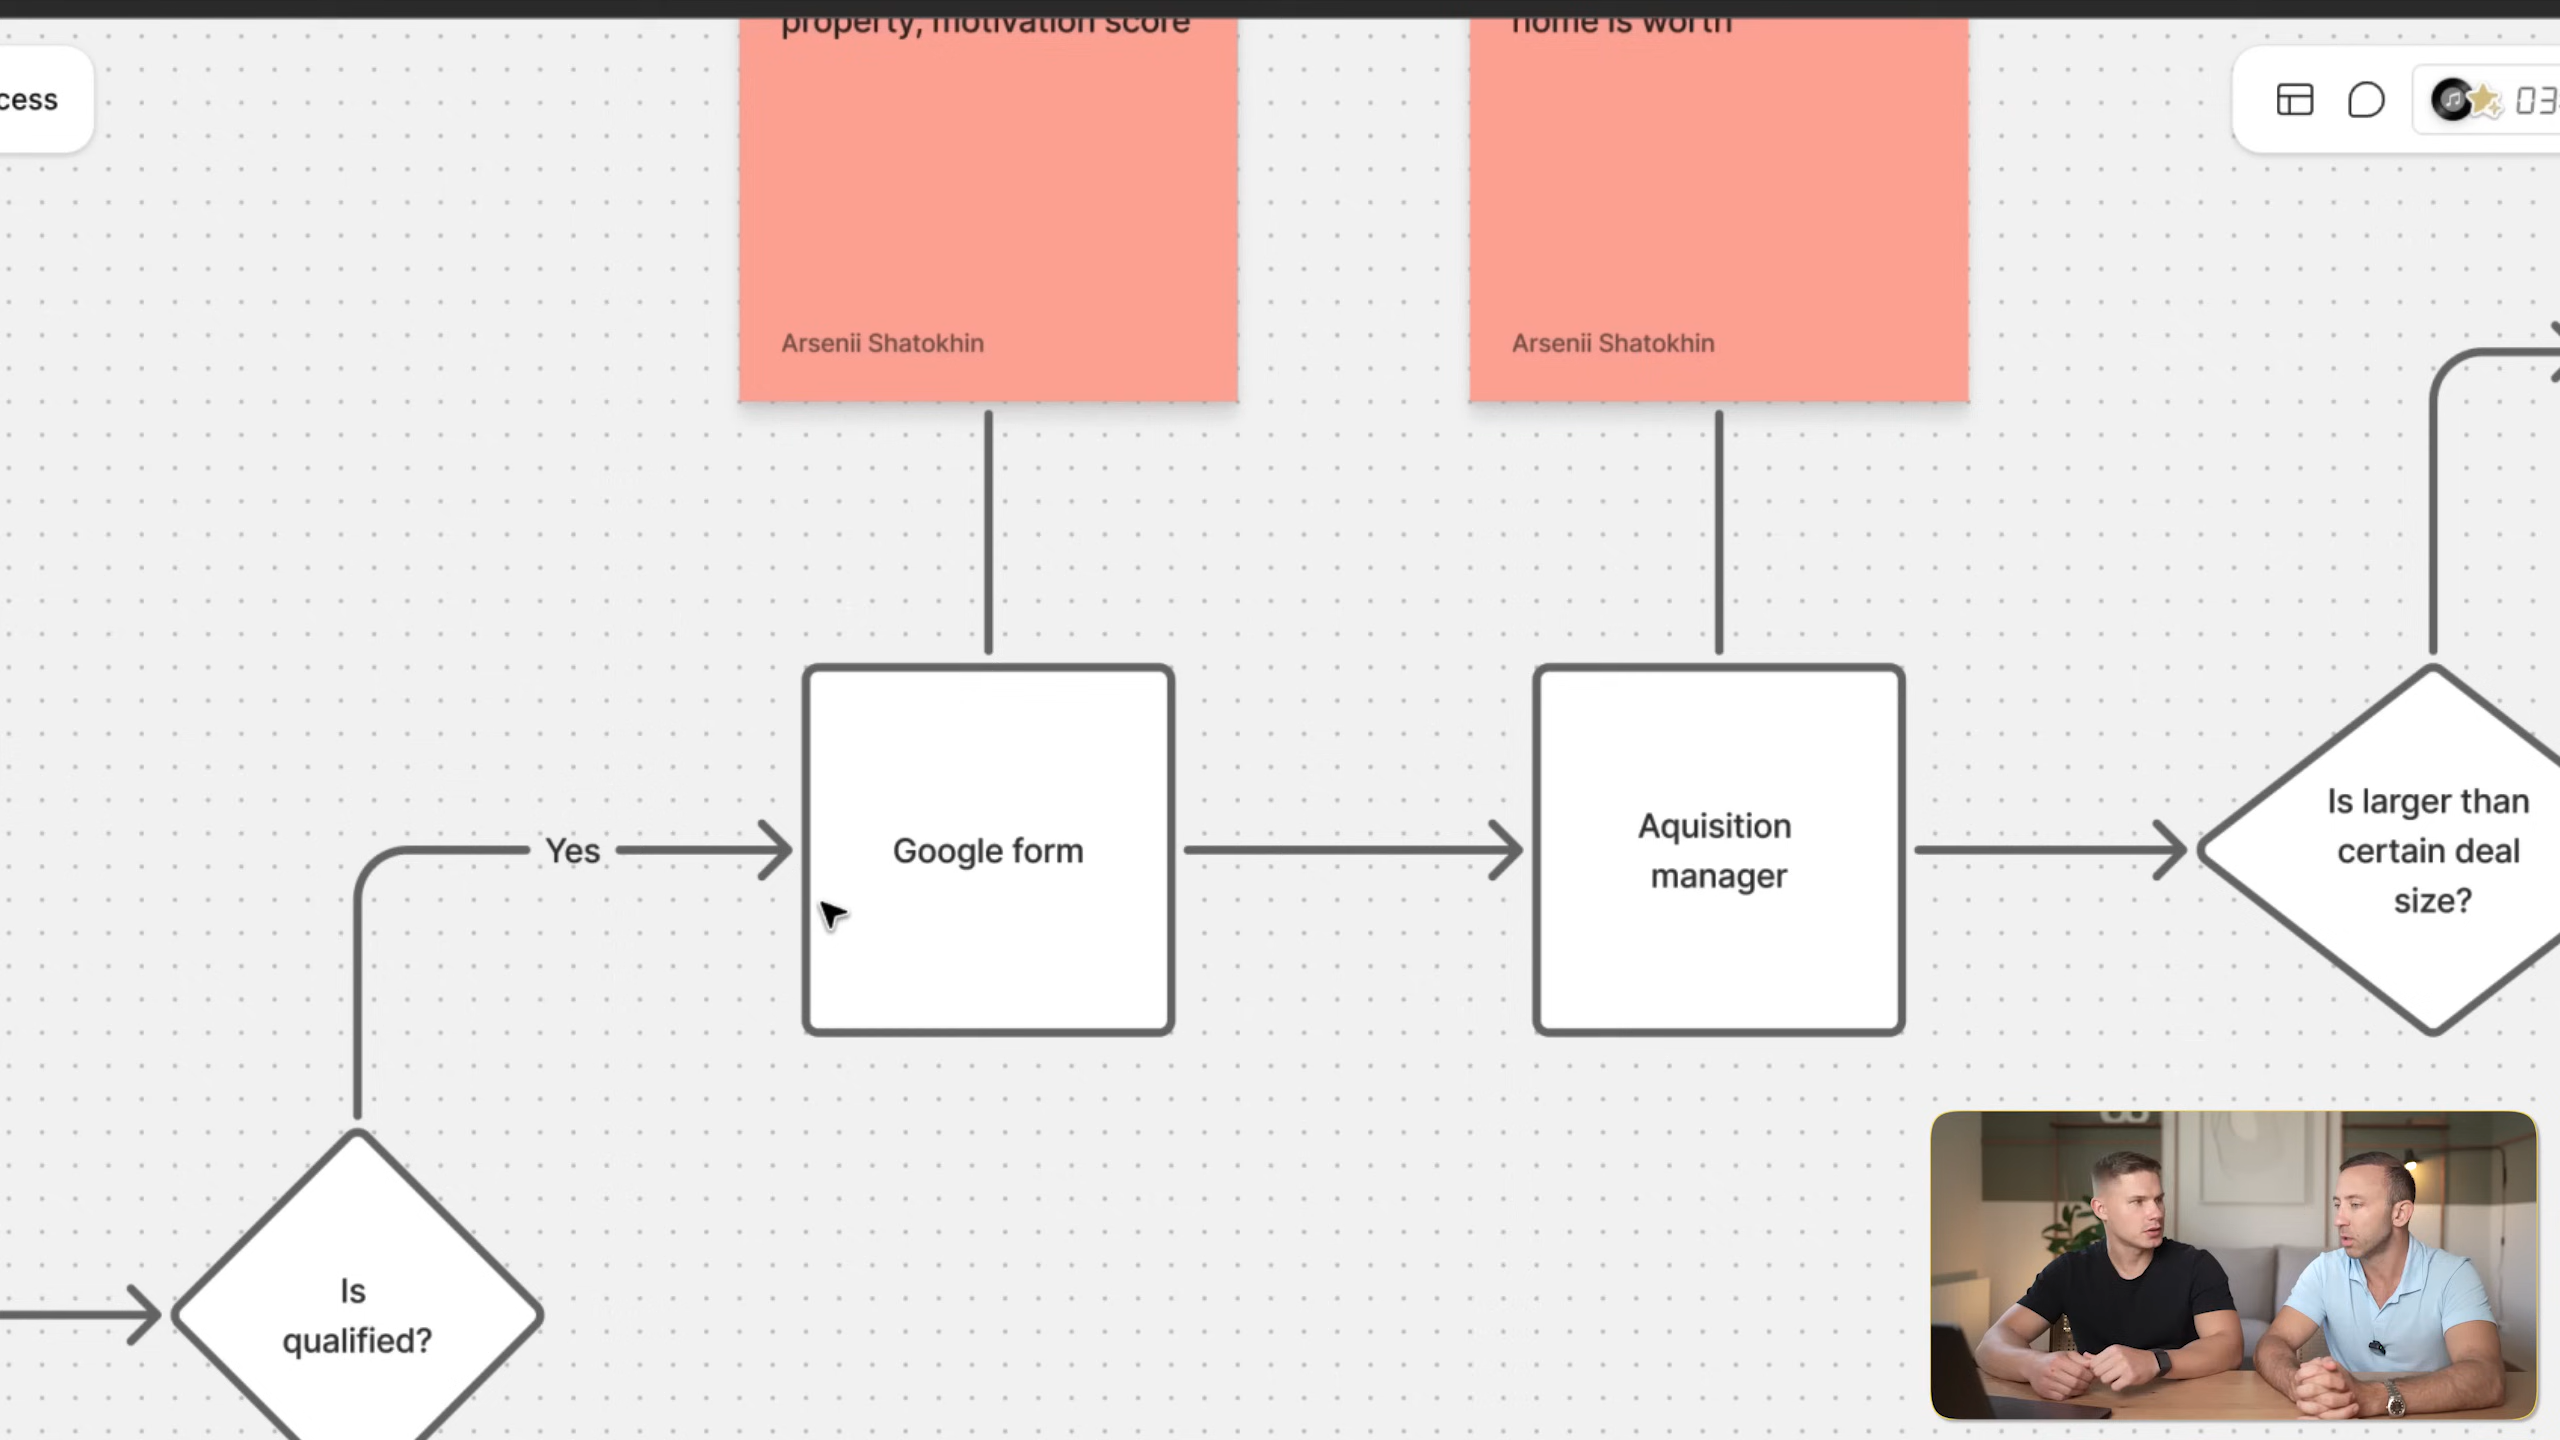 property, motivation score
home is worth
cess
03
Arsenii Shatokhin
Arsenii Shatokhin
Yes
Google form
Aquisition
manager
Is larger than
certain deal
size?
Is
qualified?